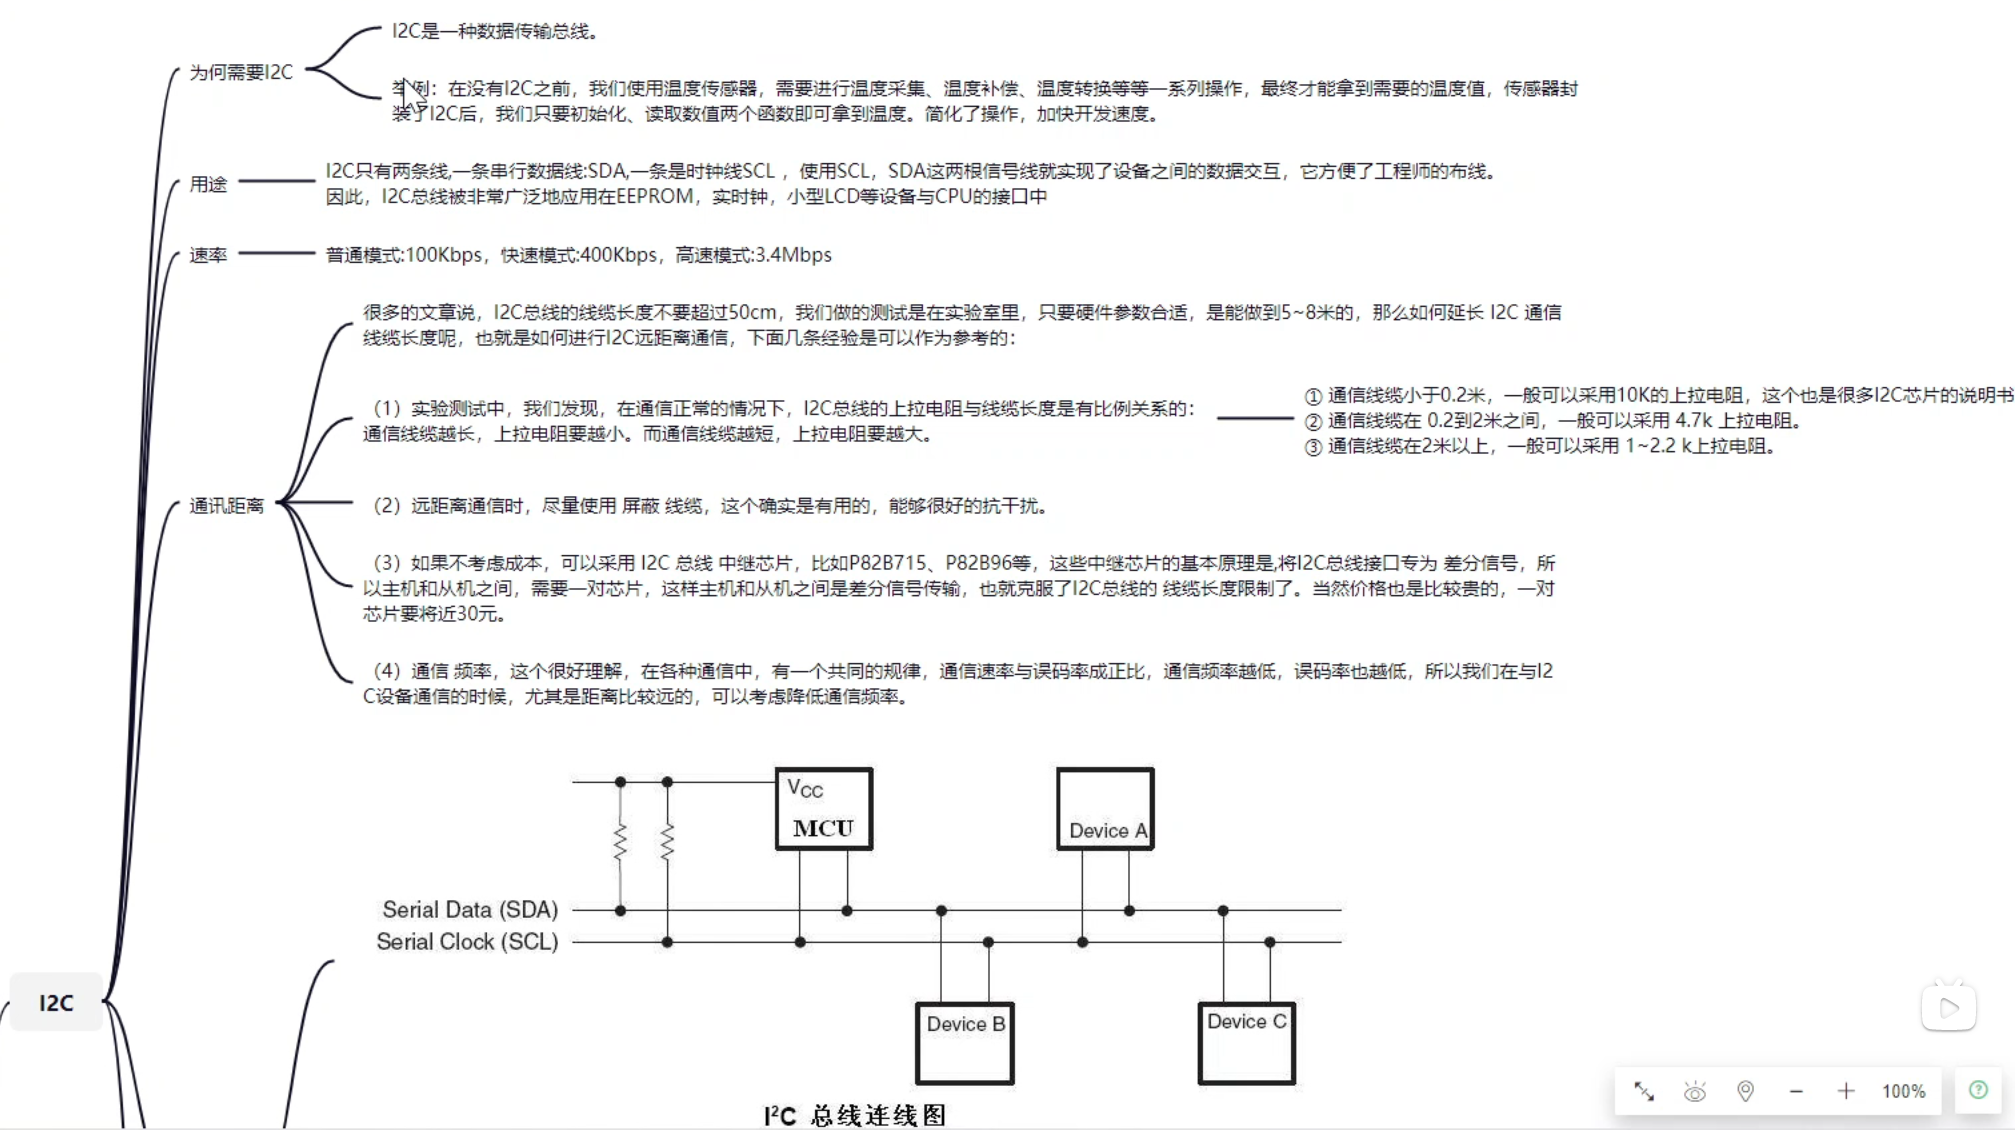 I2C是一种数据传输总线。
为何需要I2C
举例：在没有I2C之前，我们使用温度传感器，需要进行温度采集、温度补偿、温度转换等等一系列操作，最终才能拿到需要的温度值，传感器封
装了I2C后，我们只要初始化、读取数值两个函数即可拿到温度。简化了操作，加快开发速度。
用途
I2C只有两条线,一条串行数据线:SDA,一条是时钟线SCL ，使用SCL，SDA这两根信号线就实现了设备之间的数据交互，它方便了工程师的布线。
因此，I2C总线被非常广泛地应用在EEPROM，实时钟，小型LCD等设备与CPU的接口中
速率
普通模式:100Kbps，快速模式:400Kbps，高速模式:3.4Mbps
很多的文章说，I2C总线的线缆长度不要超过50cm，我们做的测试是在实验室里，只要硬件参数合适，是能做到5~8米的，那么如何延长 I2C 通信
线缆长度呢，也就是如何进行I2C远距离通信，下面几条经验是可以作为参考的：
（1）实验测试中，我们发现，在通信正常的情况下，I2C总线的上拉电阻与线缆长度是有比例关系的：
通信线缆越长，上拉电阻要越小。而通信线缆越短，上拉电阻要越大。
① 通信线缆小于0.2米，一般可以采用10K的上拉电阻，这个也是很多I2C芯片的说明书
② 通信线缆在 0.2到2米之间，一般可以采用 4.7k 上拉电阻。
③ 通信线缆在2米以上，一般可以采用 1~2.2 k上拉电阻。
通讯距离
（2）远距离通信时，尽量使用 屏蔽 线缆，这个确实是有用的，能够很好的抗干扰。
（3）如果不考虑成本，可以采用 I2C 总线 中继芯片，比如P82B715、P82B96等，这些中继芯片的基本原理是,将I2C总线接口专为 差分信号，所
以主机和从机之间，需要一对芯片，这样主机和从机之间是差分信号传输，也就克服了I2C总线的 线缆长度限制了。当然价格也是比较贵的，一对
芯片要将近30元。
（4）通信 频率，这个很好理解，在各种通信中，有一个共同的规律，通信速率与误码率成正比，通信频率越低，误码率也越低，所以我们在与I2
C设备通信的时候，尤其是距离比较远的，可以考虑降低通信频率。
VCC
MCU
Device A
Serial Data (SDA)
Serial Clock (SCL)
I2C
Device B
Device C
I²C 总线连线图
100%